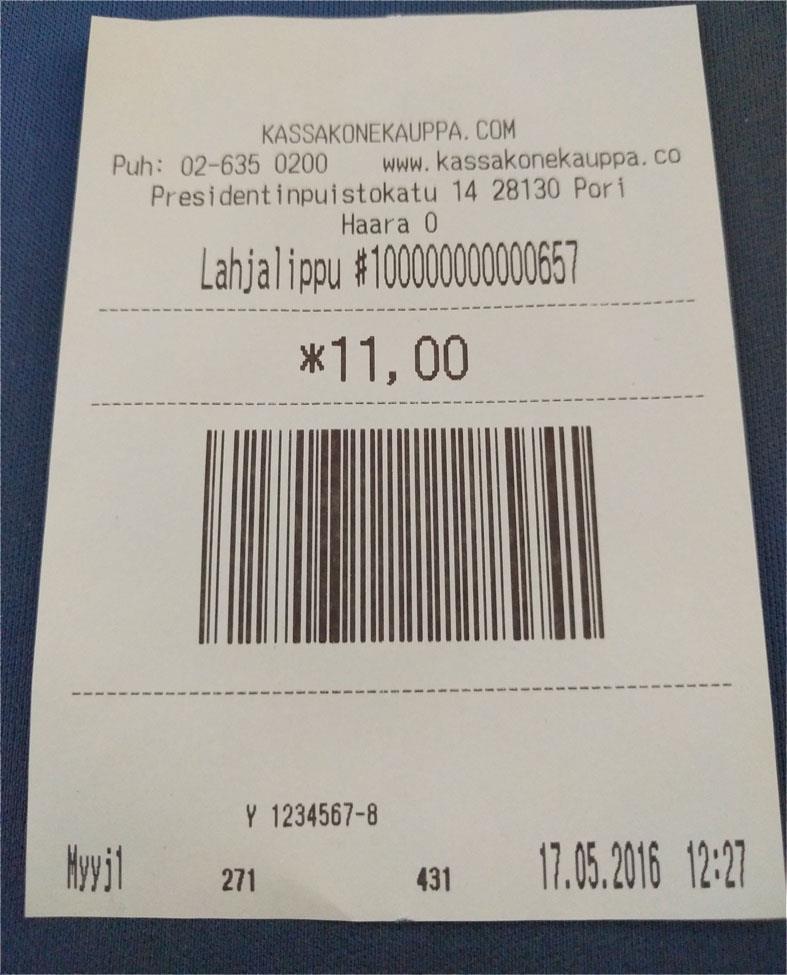 KASSAKONEKAUPPA.COM
Puh: 02-635 0200 www.kassakonekauppa.co
Presidentinpuistokatu 14 28130 Pori
Haara 0
Lahjalippu #100000000000657
*11,00
Y 1234567-8
Myyj1 271 431 17.05.2016 12:27